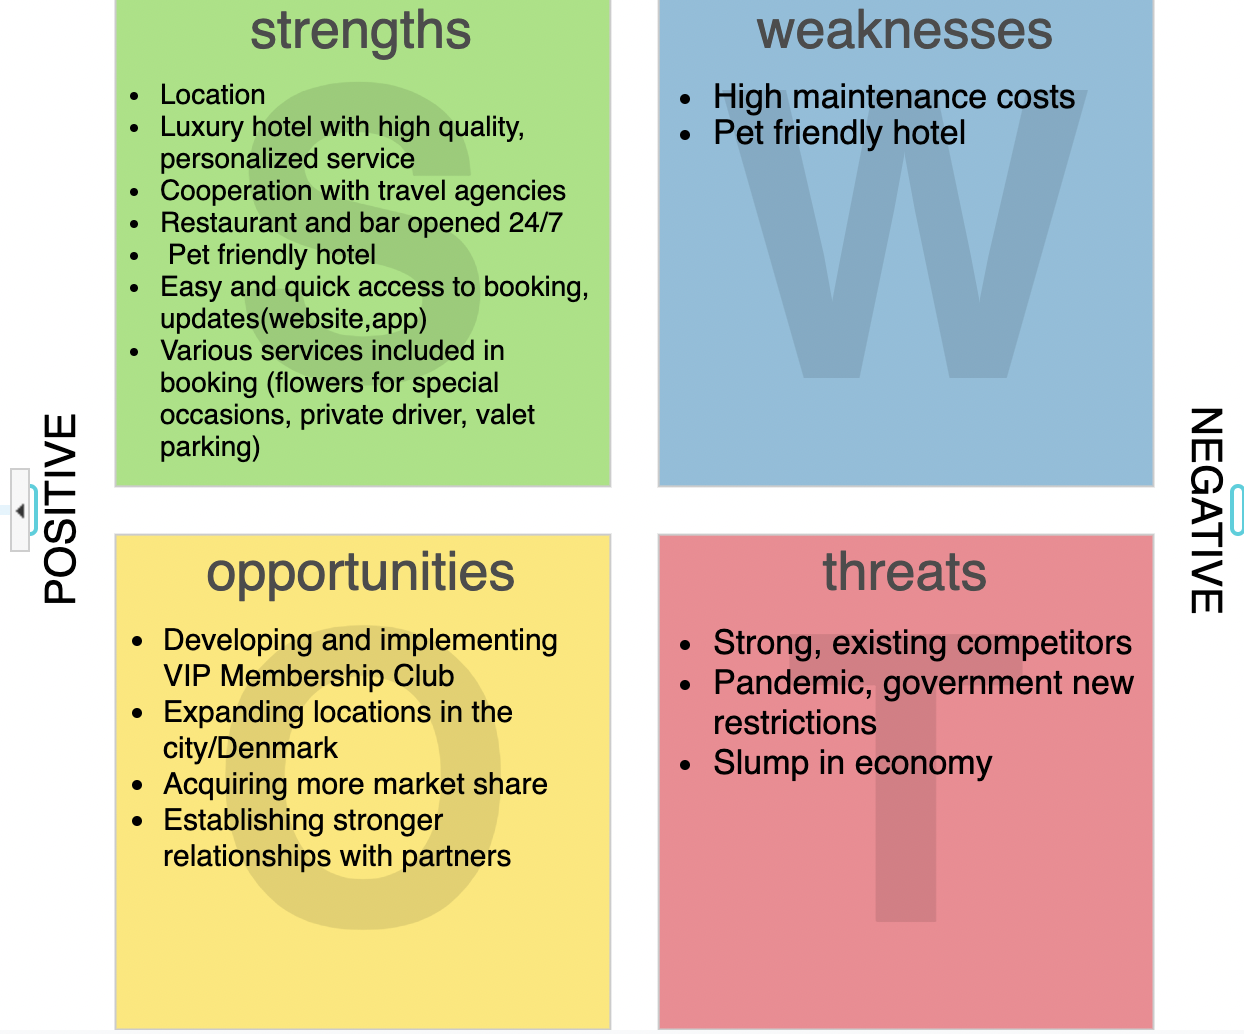 strengths
• Location
• Luxury hotel with high quality,
personalized service
• Cooperation with travel agencies
• Restaurant and bar opened 24/7
• Pet friendly hotel
• Easy and quick access to booking,
updates(website,app)
• Various services included in
booking (flowers for special
occasions, private driver, valet
parking)
S
weaknesses
• High maintenance costs
• Pet friendly hotel
W
POSITIVE
NEGATIVE
opportunities
• Developing and implementing
VIP Membership Club
• Expanding locations in the
city/Denmark
• Acquiring more market share
• Establishing stronger
relationships with partners
O
threats
• Strong, existing competitors
• Pandemic, government new
restrictions
• Slump in economy
T